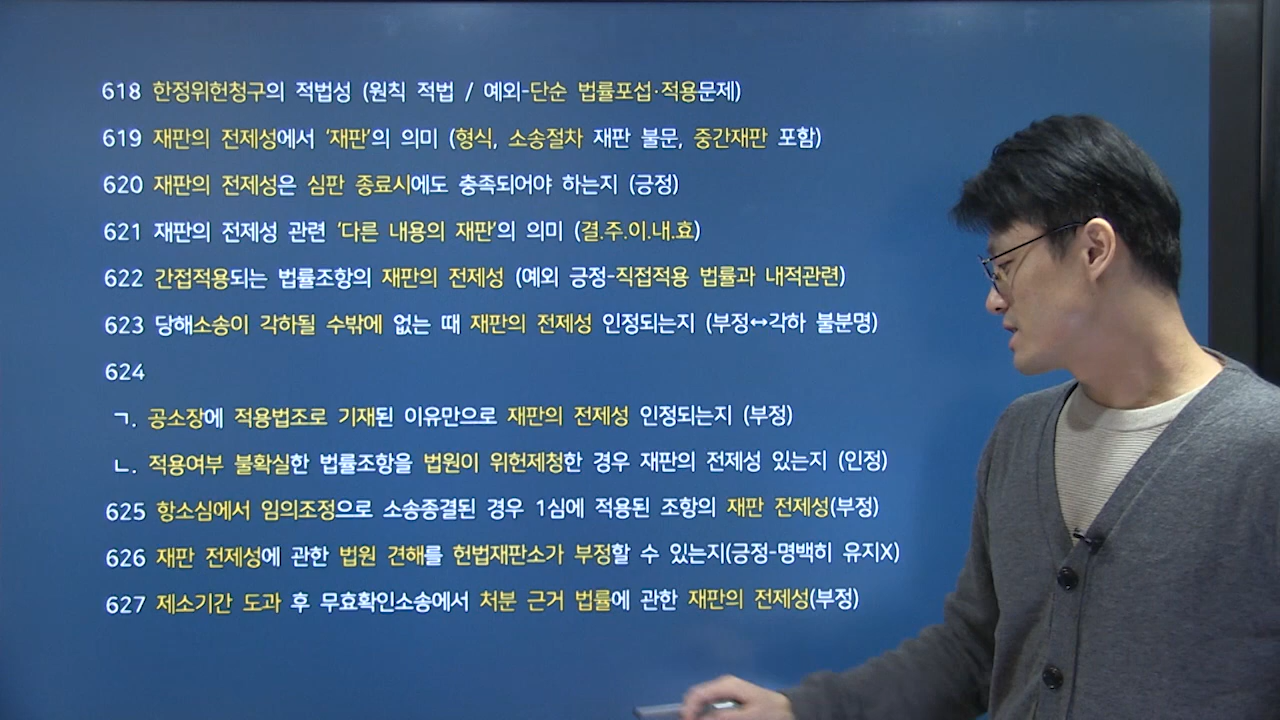 618 한정위헌청구의 적법성 (원칙 적법 / 예외-단순 법률포섭·적용문제)
619 재판의 전제성에서 '재판'의 의미 (형식, 소송절차 재판 불문, 중간재판 포함)
620 재판의 전제성은 심판 종료시에도 충족되어야 하는지 (긍정)
621 재판의 전제성 관련 '다른 내용의 재판'의 의미 (결.주.이.내.효)
622 간접적용되는 법률조항의 재판의 전제성 (예외 긍정-직접적용 법률과 내적관련)
623 당해소송이 각하될 수밖에 없는 때 재판의 전제성 인정되는지 (부정↔각하 불분명)
624
ㄱ. 공소장에 적용법조로 기재된 이유만으로 재판의 전제성 인정되는지 (부정)
ㄴ. 적용여부 불확실한 법률조항을 법원이 위헌제청한 경우 재판의 전제성 있는지 (인정)
625 항소심에서 임의조정으로 소송종결된 경우 1심에 적용된 조항의 재판 전제성(부정)
626 재판 전제성에 관한 법원 견해를 헌법재판소가 부정할 수 있는지(긍정-명백히 유지X)
627 제소기간 도과 후 무효확인소송에서 처분 근거 법률에 관한 재판의 전제성(부정)